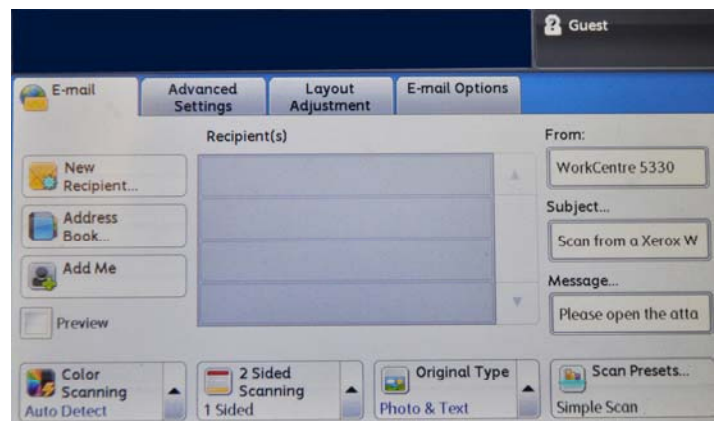 Guest
E-mail
Advanced
Settings
Layout
Adjustment
E-mail Options
Recipient(s)
From:
New
Recipient...
WorkCentre 5330
Address
Book...
Subject...
Scan from a Xerox W
Add Me
Message...
Preview
Please open the atta
Color
Scanning
Auto Detect
2 Sided
Scanning
1 Sided
Original Type
Photo & Text
Scan Presets...
Simple Scan